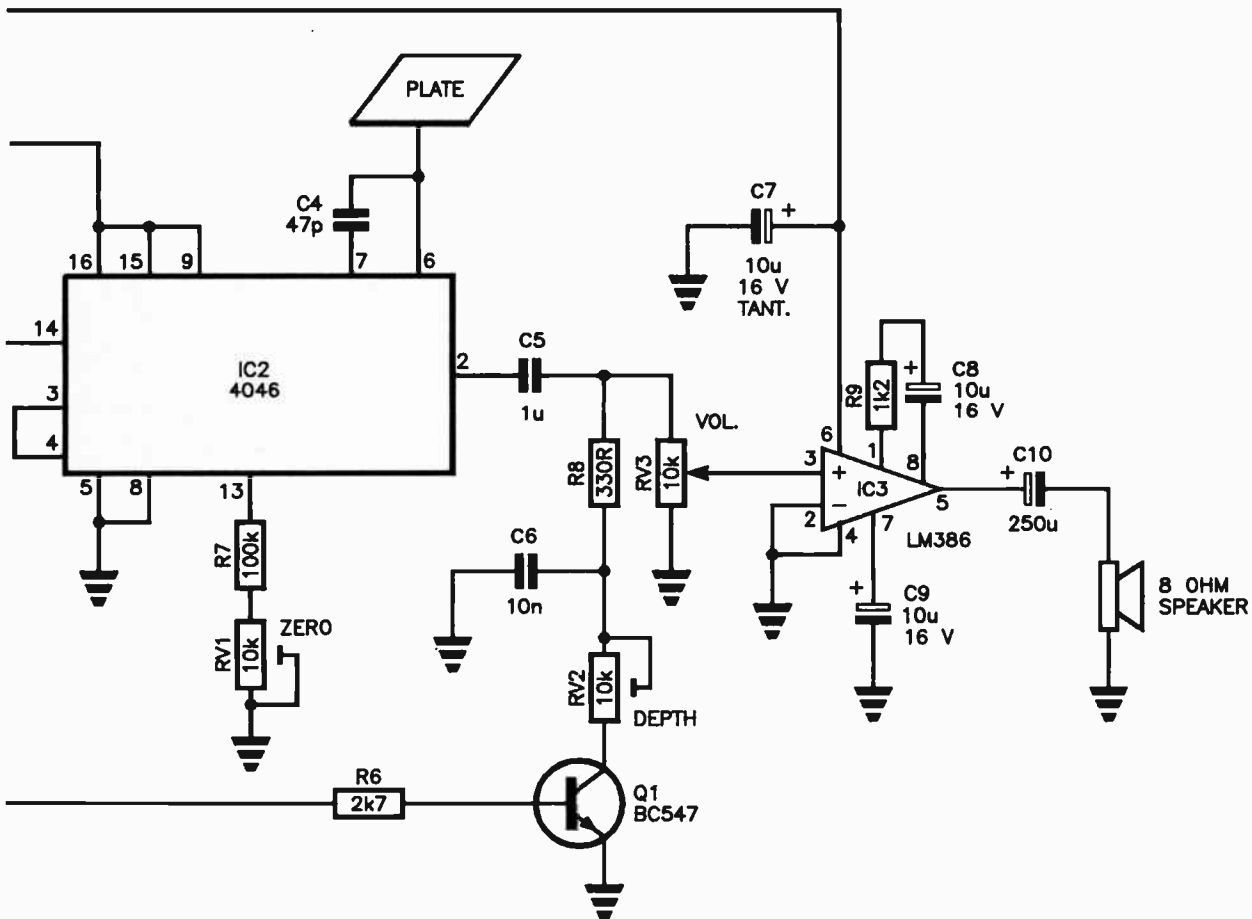 PLATE
C4
47p
C7
+
10u
16 V
TANT.
16
15
9
7
6
14
IC2
4046
3
4
2
C5
1u
5
8
13
R7
100k
RV1
10k
ZERO
R8
330R
RV3
10k
VOL.
C6
10n
RV2
10k
DEPTH
R6
2k7
Q1
BC547
R9
1k2
+
C8
10u
16 V
6
1
8
3
+
IC3
2
−
4
7
5
LM386
+
C9
10u
16 V
C10
+
250u
8 OHM
SPEAKER